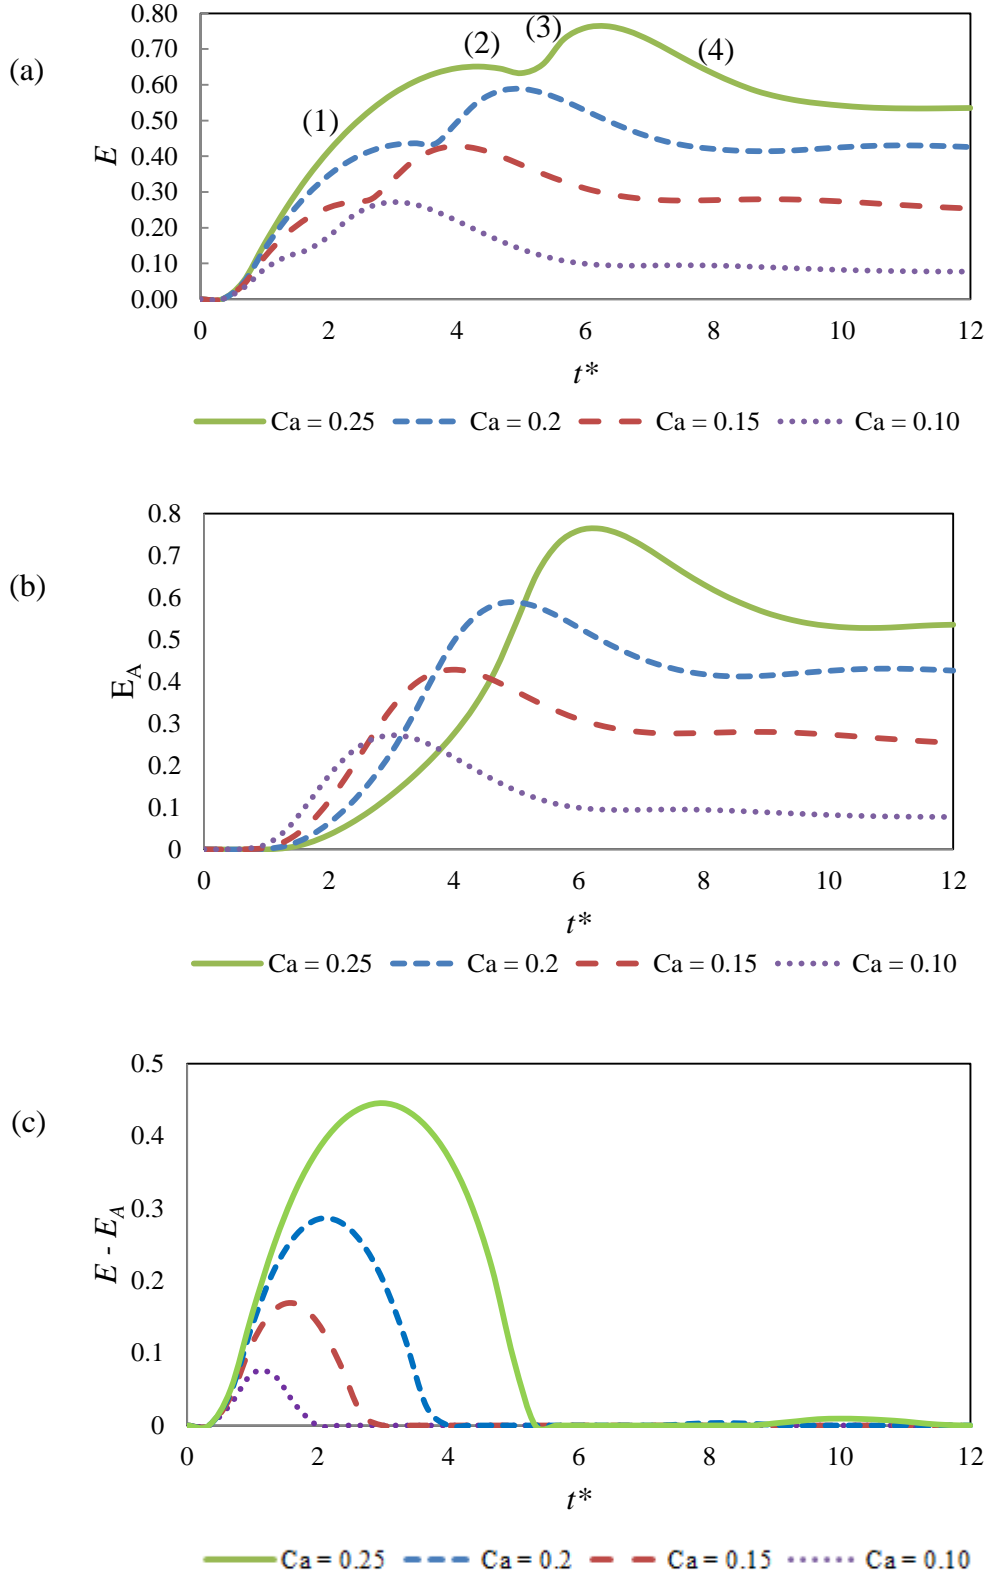 (a)
0.80
0.70
0.60
0.50
0.40
0.30
0.20
0.10
0.00
E
(1)
(2)
(3)
(4)
0 2 4 6 8 10 12
t*
Ca = 0.25 Ca = 0.2 Ca = 0.15 Ca = 0.10
(b)
0.8
0.7
0.6
0.5
0.4
0.3
0.2
0.1
0
E_A
0 2 4 6 8 10 12
t*
Ca = 0.25 Ca = 0.2 Ca = 0.15 Ca = 0.10
(c)
0.5
0.4
0.3
0.2
0.1
0
E - E_A
0 2 4 6 8 10 12
t*
Ca = 0.25 Ca = 0.2 Ca = 0.15 Ca = 0.10